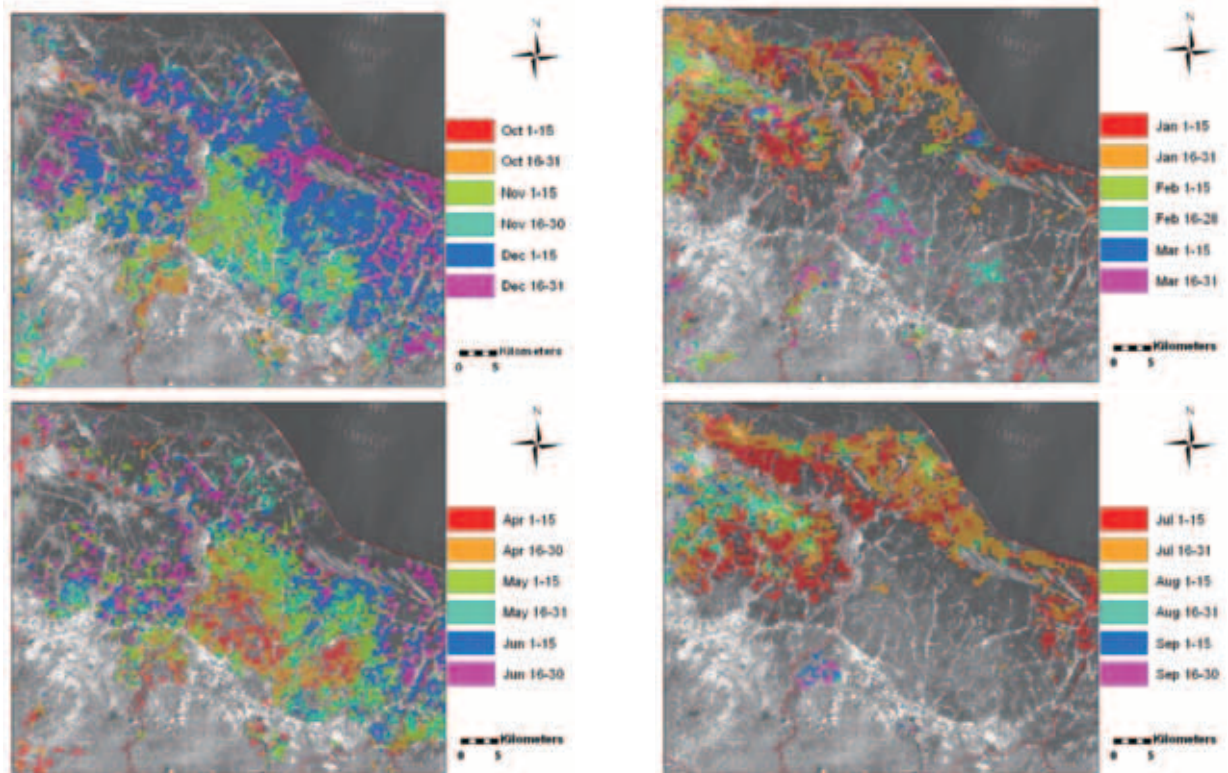 N
Oct 1-15
Oct 16-31
Nov 1-15
Nov 16-30
Dec 1-15
Dec 16-31
Kilometers
0 5
N
Jan 1-15
Jan 16-31
Feb 1-15
Feb 16-28
Mar 1-15
Mar 16-31
Kilometers
0 5
N
Apr 1-15
Apr 16-30
May 1-15
May 16-31
Jun 1-15
Jun 16-30
Kilometers
0 5
N
Jul 1-15
Jul 16-31
Aug 1-15
Aug 16-31
Sep 1-15
Sep 16-30
Kilometers
0 5